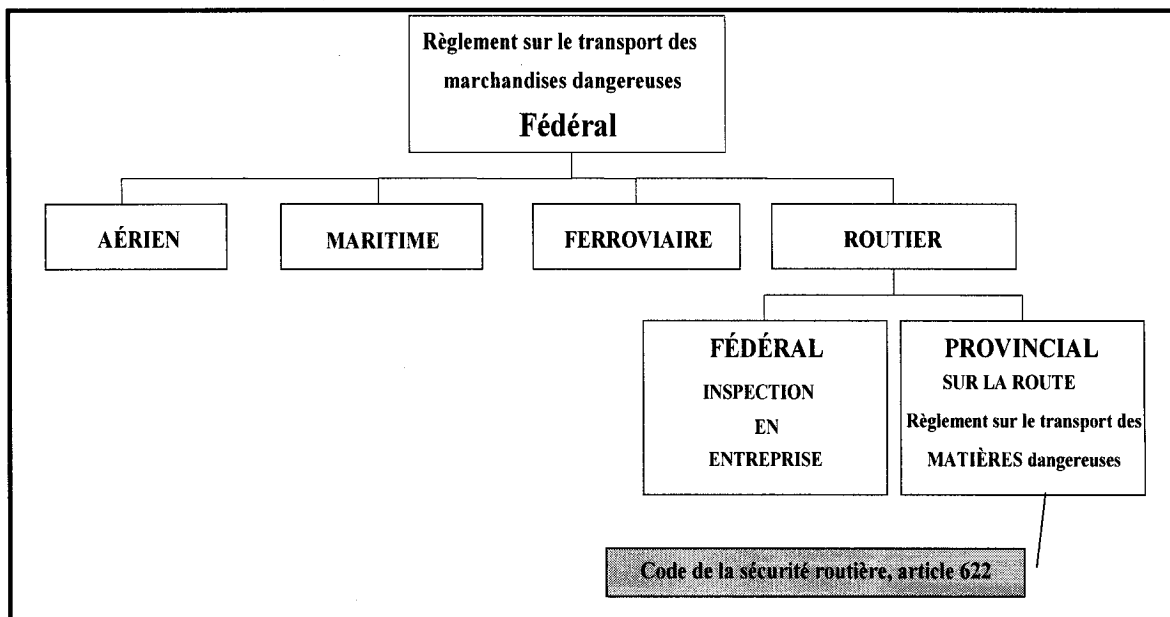 Règlement sur le transport des
marchandises dangereuses
Fédéral
AÉRIEN
MARITIME
FERROVIAIRE
ROUTIER
FÉDÉRAL
INSPECTION
EN
ENTREPRISE
PROVINCIAL
SUR LA ROUTE
Règlement sur le transport des
MATIÈRES dangereuses
Code de la sécurité routière, article 622